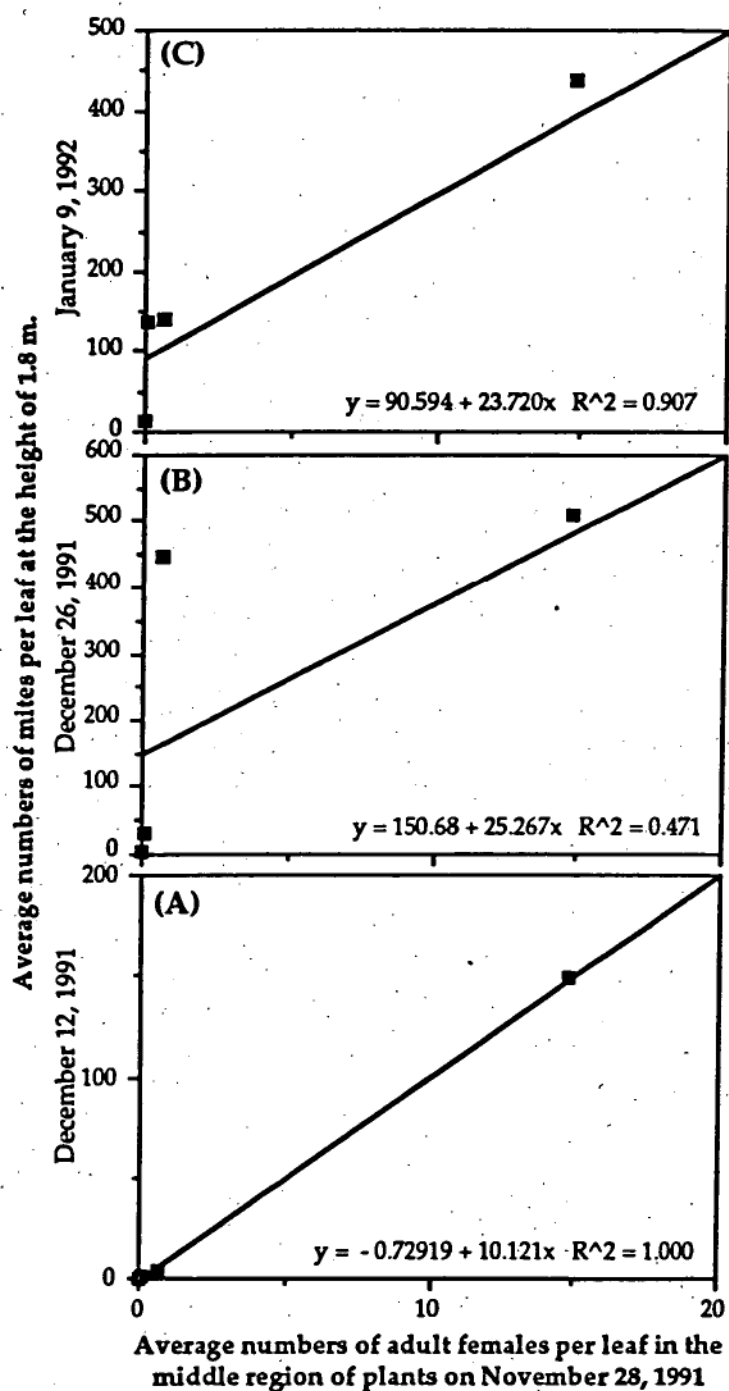 Average numbers of mites per leaf at the height of 1.8 m.
January 9, 1992
500
400
300
200
100
0
(C)
y = 90.594 + 23.720x R^2 = 0.907
December 26, 1991
600
500
400
300
200
100
0
(B)
y = 150.68 + 25.267x R^2 = 0.471
December 12, 1991
200
100
0
(A)
y = - 0.72919 + 10.121x R^2 = 1.000
0 10 20
Average numbers of adult females per leaf in the
middle region of plants on November 28, 1991